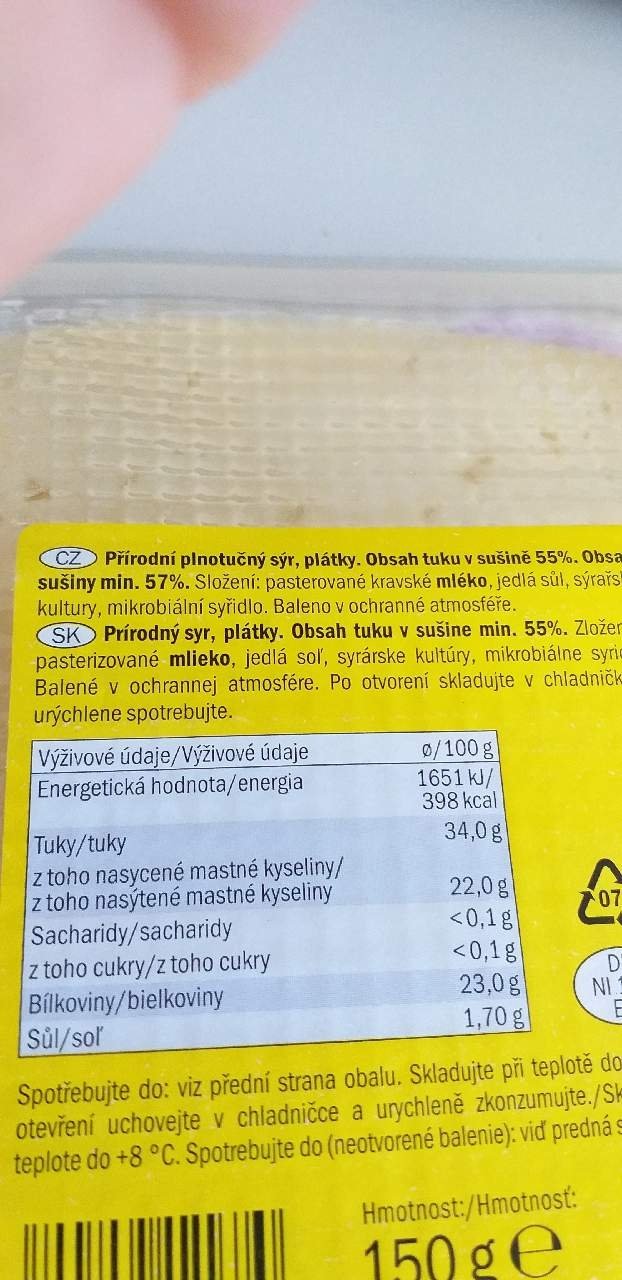 CZ Přírodní plnotučný sýr, plátky. Obsah tuku v sušině 55%.
sušiny min. 57%. Složení: pasterované kravské mléko, jedlá sůl,
kultury, mikrobiální syřidlo. Baleno v ochranné atmosféře.
SK Prírodný syr, plátky. Obsah tuku v sušine min. 55%.
pasterizované mlieko, jedlá soľ, syrárske kultúry, mikrobiálne
Balené v ochrannej atmosfére. Po otvorení skladujte v
urýchlene spotrebujte.
Výživové údaje/Výživové údaje ø/100 g
Energetická hodnota/energia 1651 kJ/
398 kcal
Tuky/tuky 34,0 g
z toho nasycené mastné kyseliny/
z toho nasýtené mastné kyseliny 22,0 g
Sacharidy/sacharidy <0,1 g
z toho cukry/z toho cukry <0,1 g
Bílkoviny/bielkoviny 23,0 g
Sůl/soľ 1,70 g
07
NL
Spotřebujte do: viz přední strana obalu. Skladujte při teplotě do
otevření uchovejte v chladničce a urychleně zkonzumujte./
teplote do +8 °C. Spotrebujte do (neotvorené balenie): viď predná
Hmotnost:/Hmotnosť:
150 g e